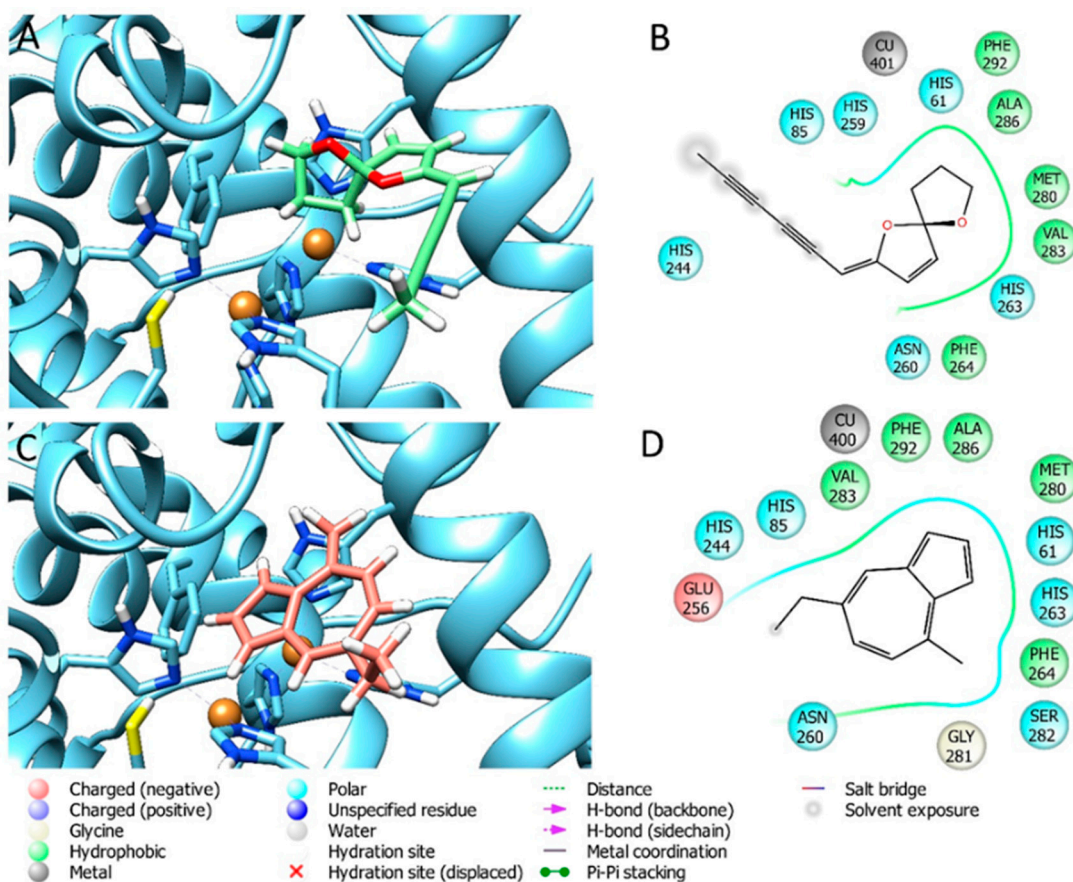 A
B
CU
401
PHE
292
HIS
61
HIS
85
HIS
259
ALA
286
O
O
MET
280
VAL
283
HIS
244
HIS
263
ASN
260
PHE
264
C
D
CU
400
PHE
292
ALA
286
VAL
283
MET
280
HIS
85
HIS
244
HIS
61
GLU
256
HIS
263
PHE
264
ASN
260
SER
282
GLY
281
Charged (negative)
Charged (positive)
Glycine
Hydrophobic
Metal
Polar
Unspecified residue
Water
Hydration site
Hydration site (displaced)
Distance
H-bond (backbone)
H-bond (sidechain)
Metal coordination
Pi-Pi stacking
Salt bridge
Solvent exposure